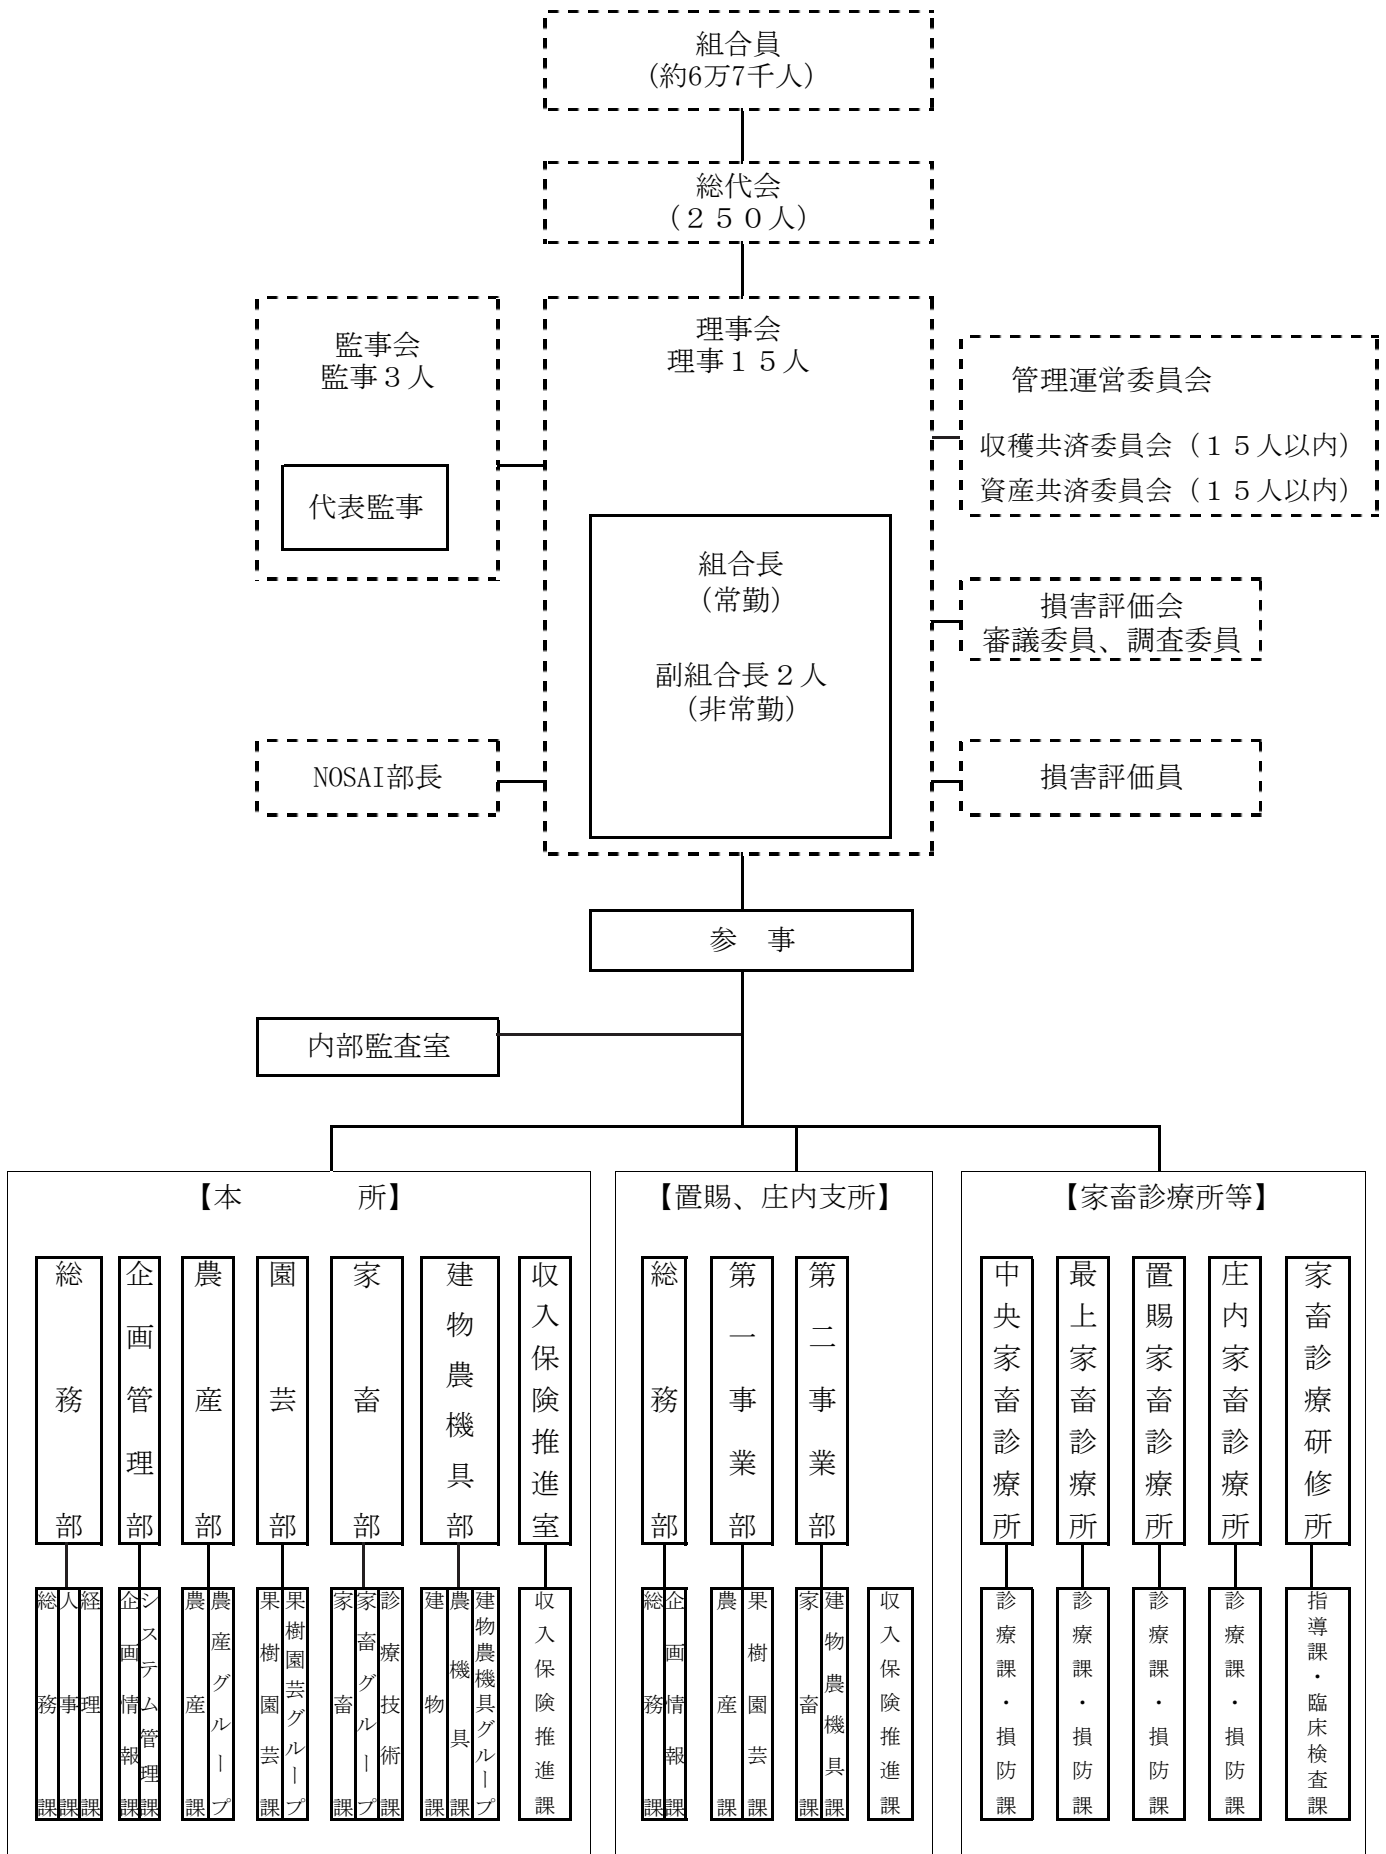 組合員
(約6万7千人)
総代会
(２５０人)
監事会
監事３人
代表監事
理事会
理事１５人
管理運営委員会
収穫共済委員会（１５人以内）
資産共済委員会（１５人以内）
組合長
(常勤)
副組合長２人
(非常勤)
損害評価会
審議委員、調査委員
NOSAI部長
損害評価員
参　事
内部監査室
【本　　　　所】
総務部
企画管理部
農産部
園芸部
家畜部
建物農機具部
収入保険推進室
総務課
人事課
経理課
企画情報課
システム管理課
農産課
農産グループ
果樹園芸課
果樹園芸グループ
家畜課
家畜グループ
診療技術課
建物課
農機具課
建物農機具グループ
収入保険推進課
【置賜、庄内支所】
総務部
第一事業部
第二事業部
総務課
企画情報課
農産課
果樹園芸課
家畜課
建物農機具課
収入保険推進課
【家畜診療所等】
中央家畜診療所
最上家畜診療所
置賜家畜診療所
庄内家畜診療所
家畜診療研修所
診療課・損防課
診療課・損防課
診療課・損防課
診療課・損防課
指導課・臨床検査課